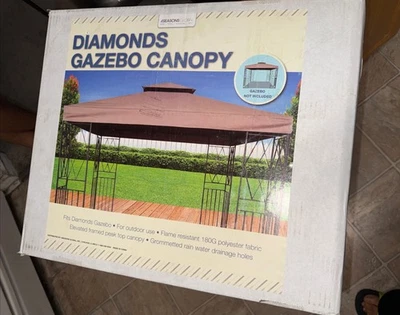 DIAMONDS
GAZEBO CANOPY
GAZEBO
NOT INCLUDED
Fits Diamonds Gazebo • For outdoor use • Flame resistant 180G polyester fabric
Elevated framed peak top canopy • Grommetted rain water drainage holes